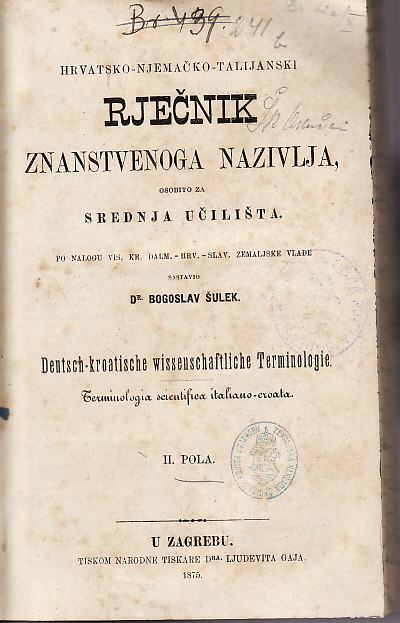 Br. 439.
HRVATSKO-NJEMAČKO-TALIJANSKI
RJEČNIK
ZNANSTVENOGA NAZIVLJA,
OSOBITO ZA
SREDNJA UČILIŠTA.
PO NALOGU VIS. KR. DALM.-HRV.-SLAV. ZEMALJSKE VLADE
SASTAVIO
DR. BOGOSLAV ŠULEK.
Deutsch-kroatische wissenschaftliche Terminologie.
Terminologia scientifica italiano-croata.
II. POLA.
U ZAGREBU.
TISKOM NARODNE TISKARE DRA. LJUDEVITA GAJA.
1875.